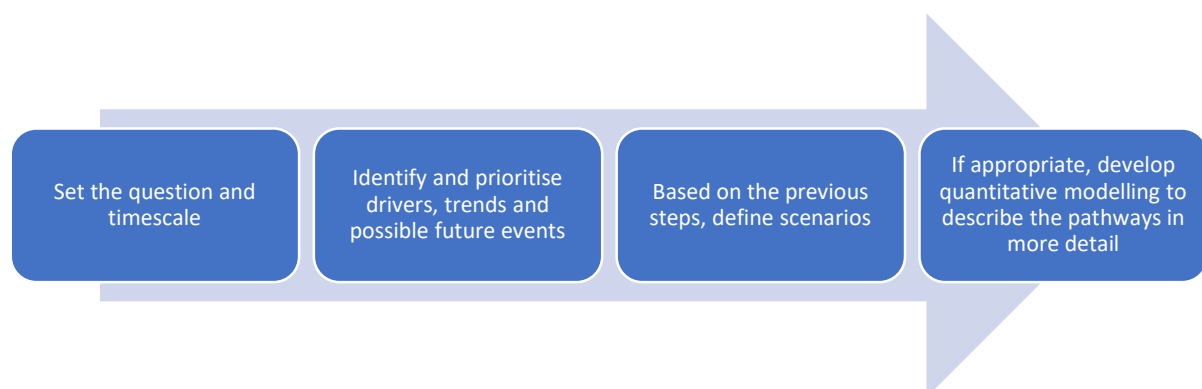 Set the question and
timescale
Identify and prioritise
drivers, trends and
possible future events
Based on the previous
steps, define scenarios
If appropriate, develop
quantitative modelling to
describe the pathways in
more detail